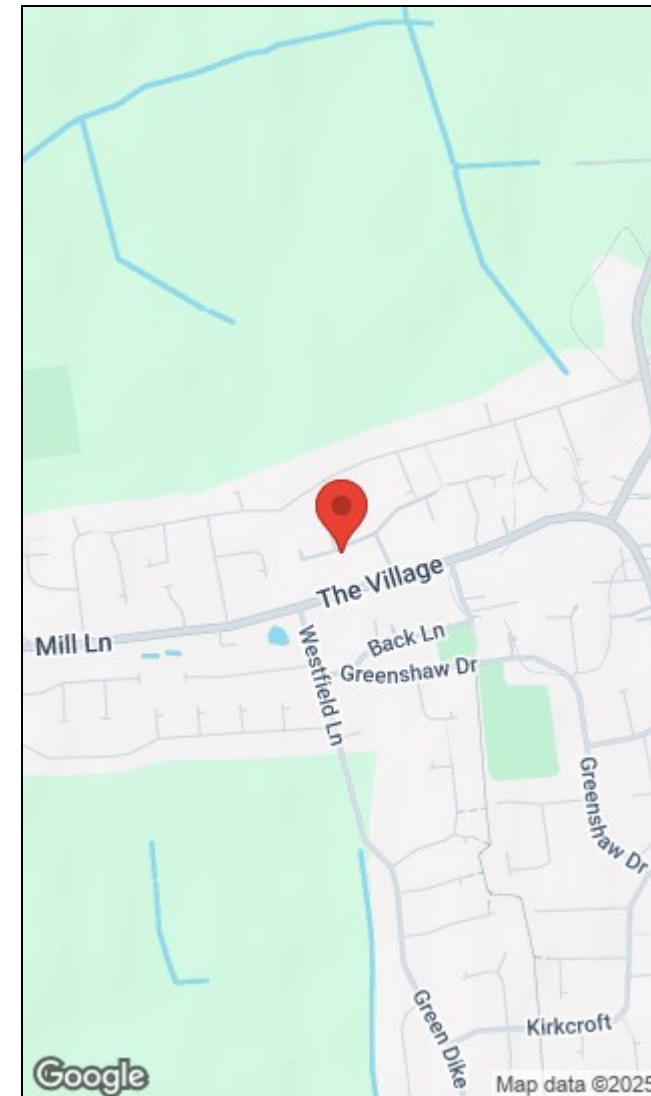 The Village
Mill Ln
Back Ln
Greenshaw Dr
Westfield Ln
Greenshaw Dr
Green Dike
Kirkcroft
Google
Map data ©2025